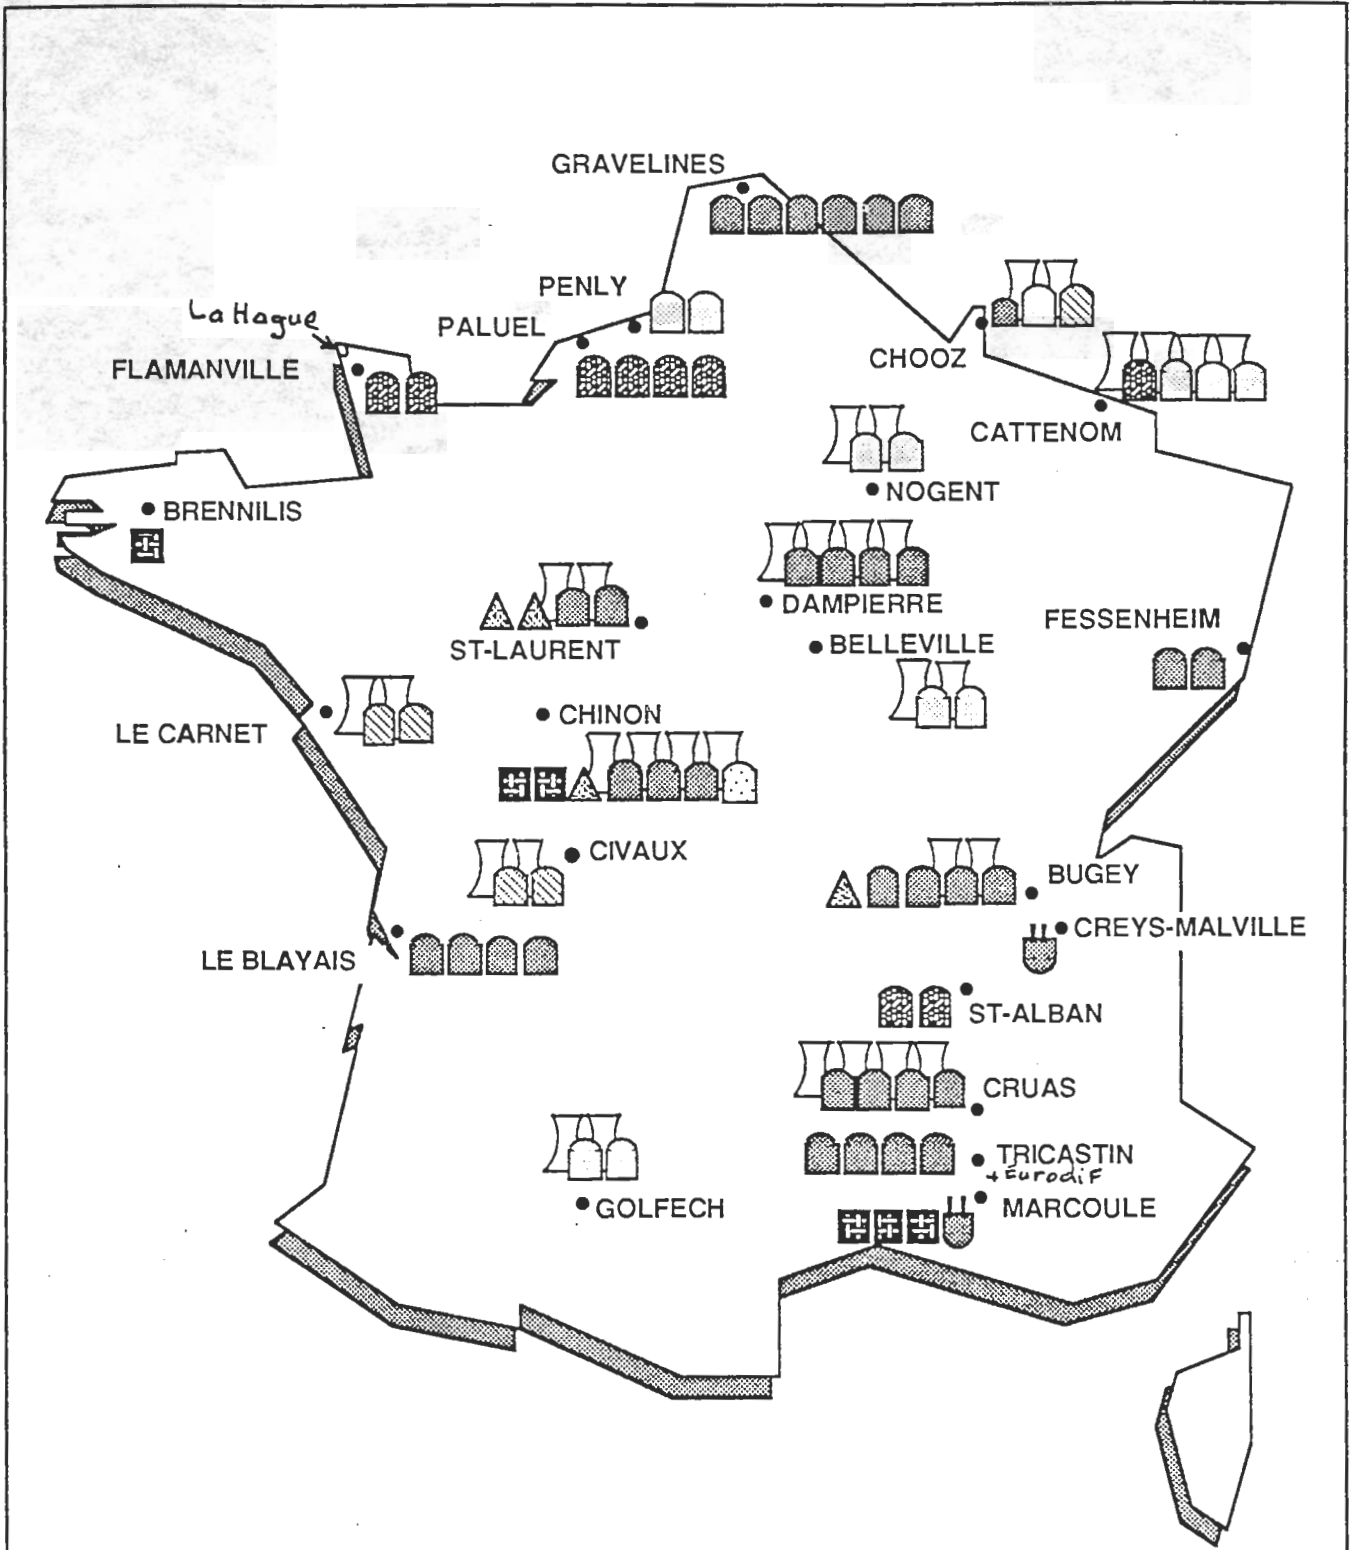 GRAVELINES
PENLY
La Hague
PALUEL
FLAMANVILLE
CHOOZ
CATTENOM
NOGENT
BRENNILIS
DAMPIERRE
FESSENHEIM
ST-LAURENT
BELLEVILLE
CHINON
LE CARNET
CIVAUX
BUGEY
CREYS-MALVILLE
LE BLAYAIS
ST-ALBAN
CRUAS
TRICASTIN
+ Eurodif
MARCOULE
GOLFECH